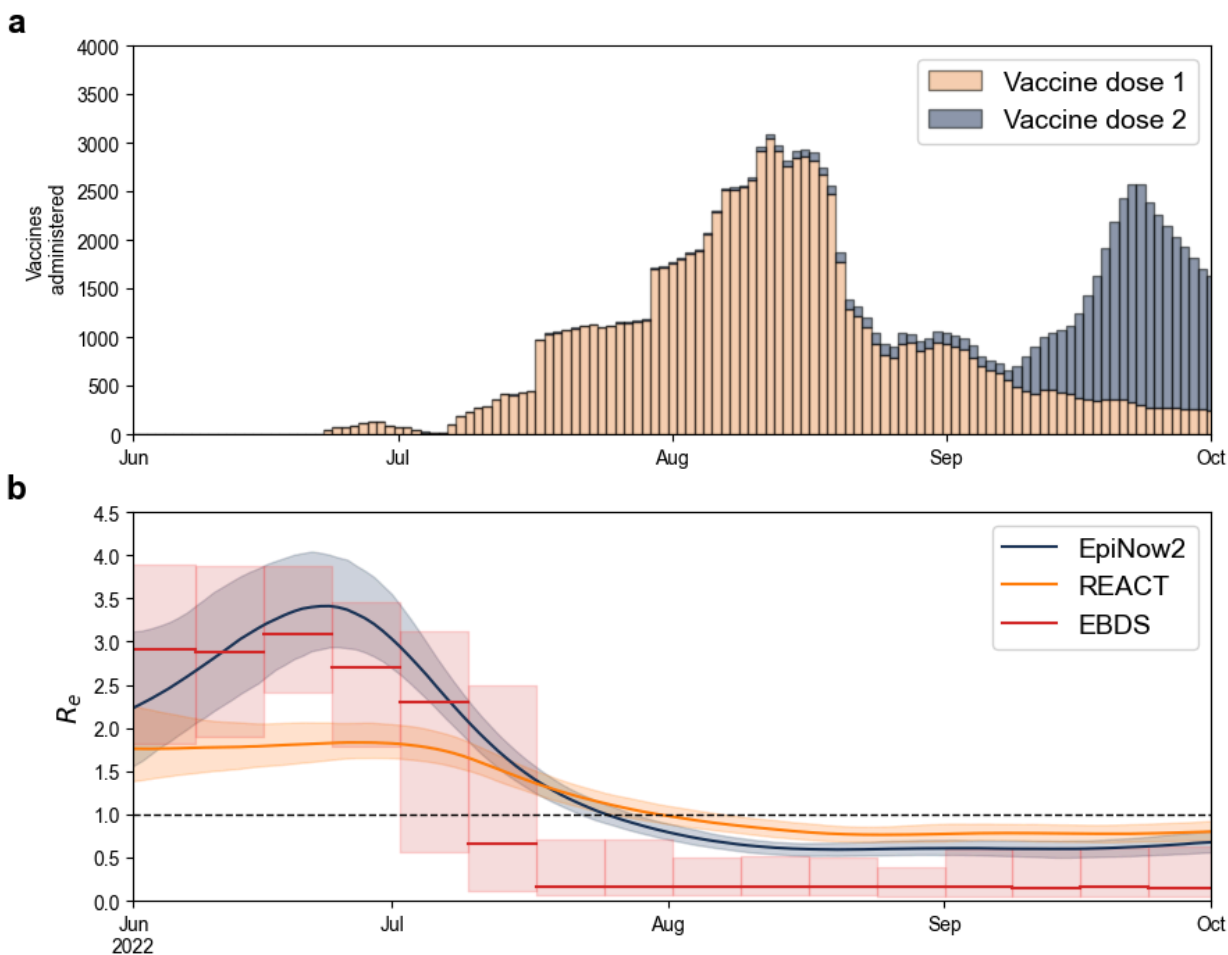 a
4000
3500
3000
2500
2000
1500
1000
500
0
Vaccines
administered
Vaccine dose 1
Vaccine dose 2
Jun
Jul
Aug
Sep
Oct
b
4.5
4.0
3.5
3.0
2.5
2.0
1.5
1.0
0.5
0.0
Re
EpiNow2
REACT
EBDS
Jun
2022
Jul
Aug
Sep
Oct